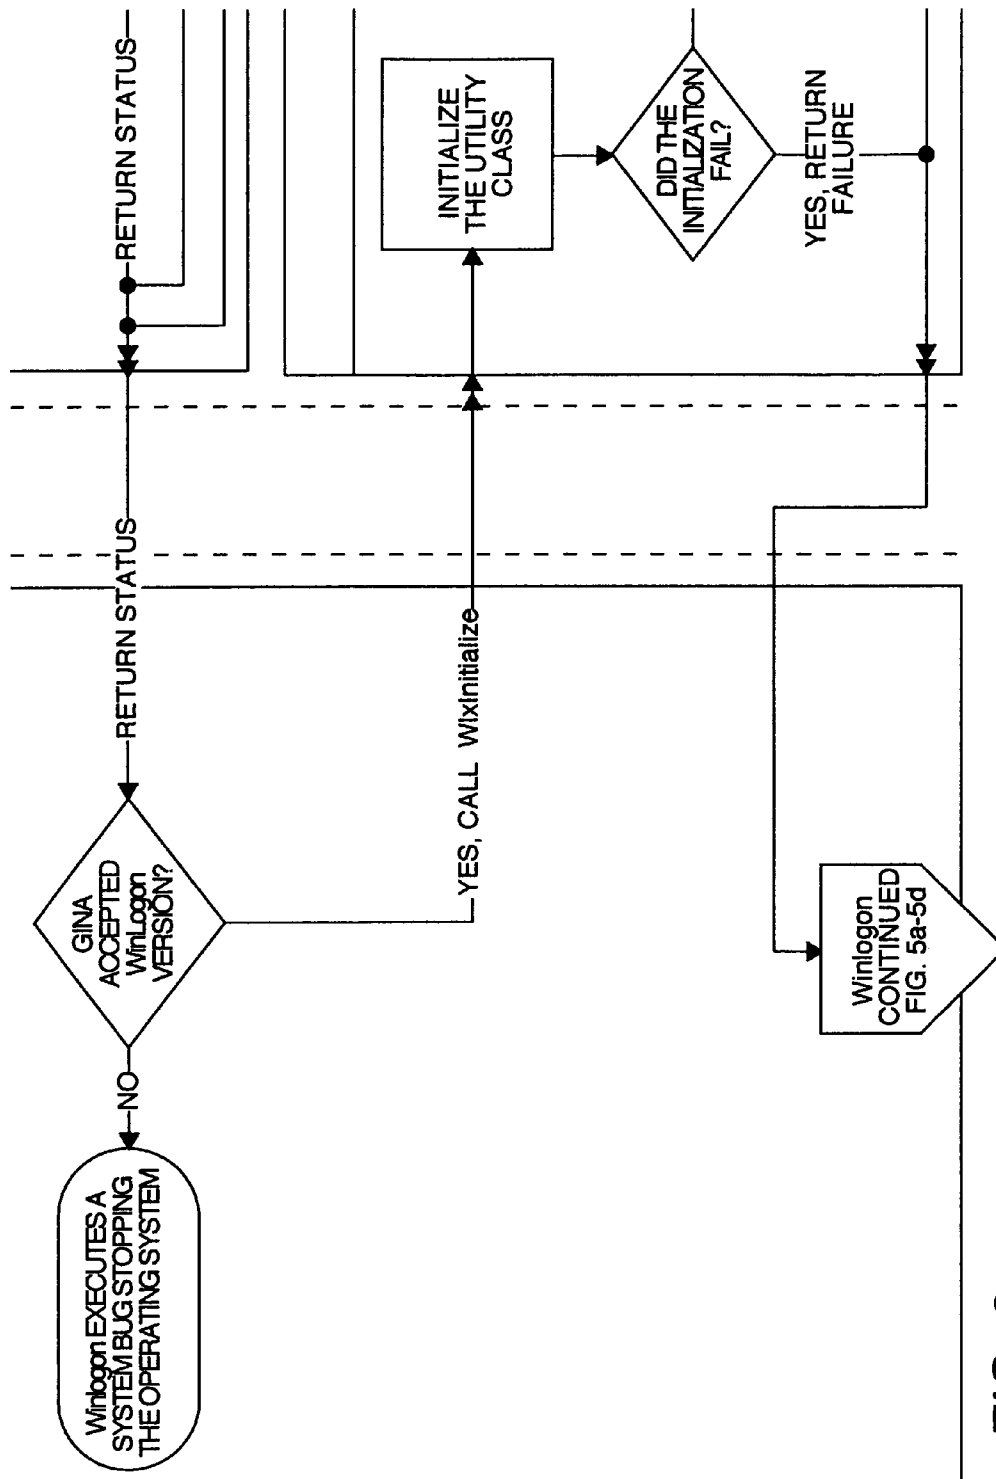 Winlogon EXECUTES A
SYSTEM BUG STOPPING
THE OPERATING SYSTEM
NO
GINA
ACCEPTED
WinLogon
VERSION?
RETURN STATUS
RETURN STATUS
YES, CALL WlxInitialize
INITIALIZE
THE UTILITY
CLASS
DID THE
INITIALIZATION
FAIL?
YES, RETURN
FAILURE
Winlogon
CONTINUED
FIG. 5a-5d